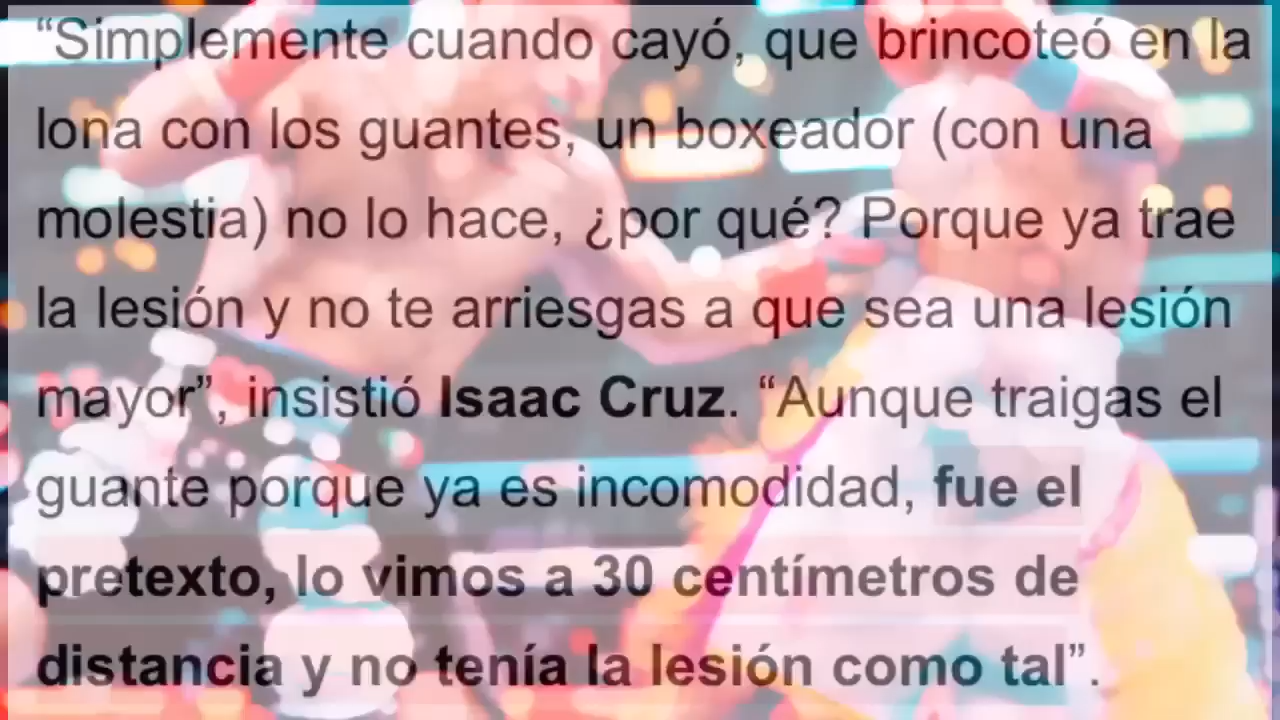 “Simplemente cuando cayó, que brincoteó en la
lona con los guantes, un boxeador (con una
molestia) no lo hace, ¿por qué? Porque ya trae
la lesión y no te arriesgas a que sea una lesión
mayor”, insistió Isaac Cruz. “Aunque traigas el
guante porque ya es incomodidad, fue el
pretexto, lo vimos a 30 centímetros de
distancia y no tenía la lesión como tal”.